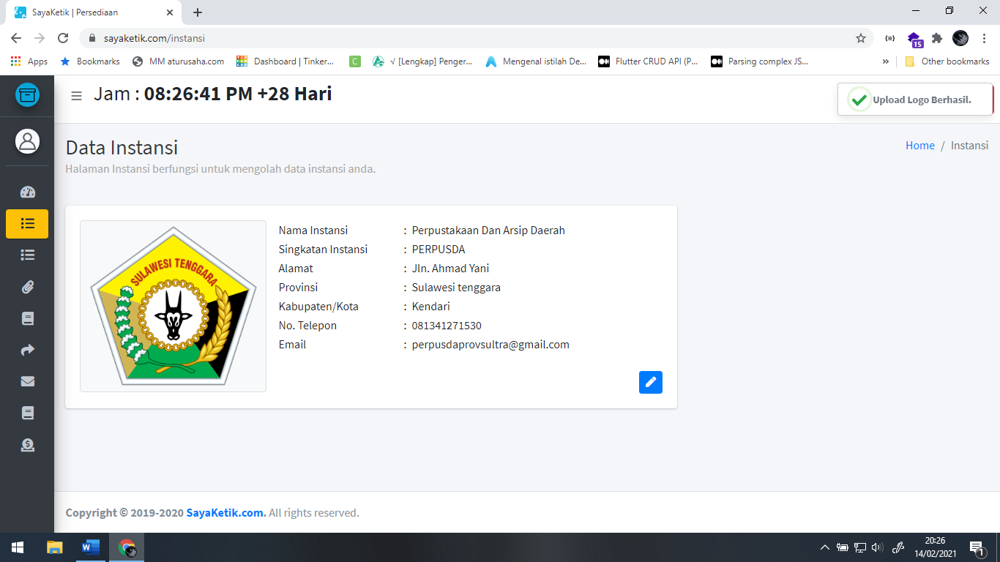 SayaKetik | Persediaan
sayaketik.com/instansi
15
Apps
Bookmarks
MM aturusaha.com
Dashboard | Tinker...
C
√ [Lengkap] Penger...
Mengenal istilah De...
Flutter CRUD API (P...
Parsing complex JS...
»
Other bookmarks
Jam : 08:26:41 PM +28 Hari
Upload Logo Berhasil.
Data Instansi
Home / Instansi
Halaman Instansi berfungsi untuk mengolah data instansi anda.
SULAWESI TENGGARA
Nama Instansi : Perpustakaan Dan Arsip Daerah
Singkatan Instansi : PERPUSDA
Alamat : Jln. Ahmad Yani
Provinsi : Sulawesi tenggara
Kabupaten/Kota : Kendari
No. Telepon : 081341271530
Email : perpusdaprovsultra@gmail.com
Copyright © 2019-2020 SayaKetik.com. All rights reserved.
20:26
14/02/2021
1